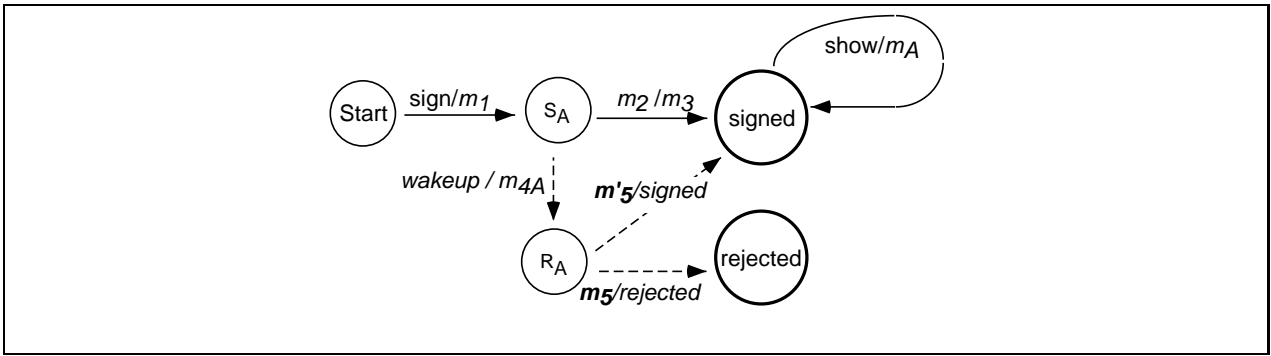 show/mA
sign/m1
m2 /m3
Start
SA
signed
wakeup / m4A
m'5/signed
RA
rejected
m5/rejected